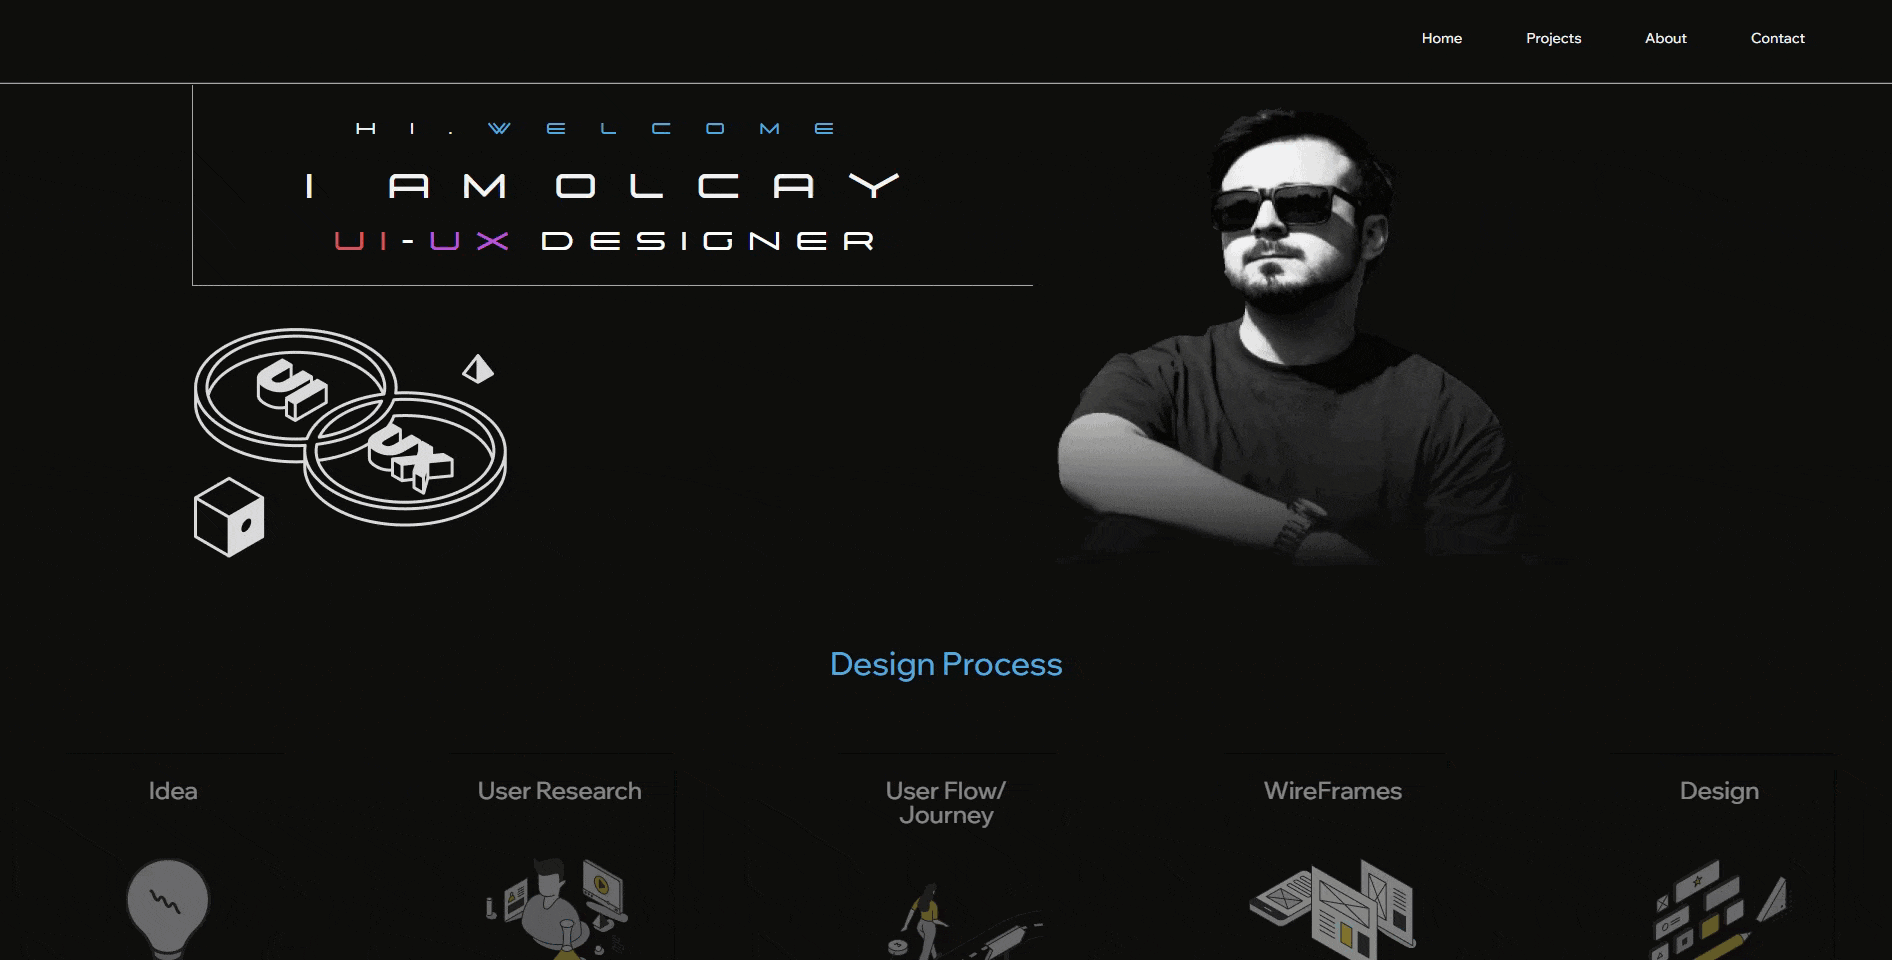 Home Projects About Contact
HI. WELCOME
I AM OLCAY
UI-UX DESIGNER
UI
UX
Design Process
Idea
User Research
User Flow/
Journey
WireFrames
Design